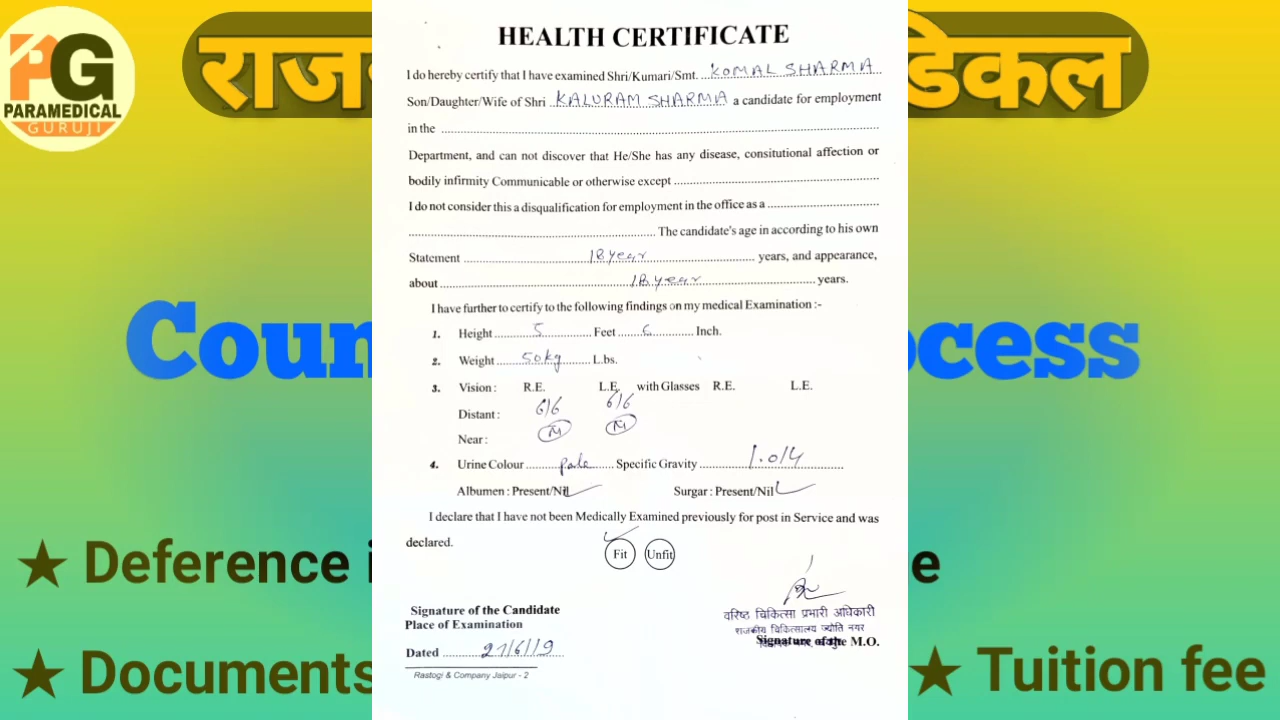 PG
PARAMEDICAL
GURUJI
राज
डिकल
Coun
cess
★ Deference i
e
★ Documents
★ Tuition fee
HEALTH CERTIFICATE
I do hereby certify that I have examined Shri/Kumari/Smt. KOMAL SHARMA
Son/Daughter/Wife of Shri KALURAM SHARMA a candidate for employment
in the
Department, and can not discover that He/She has any disease, consitutional affection or
bodily infirmity Communicable or otherwise except
I do not consider this a disqualification for employment in the office as a
The candidate's age in according to his own
Statement 18 year years, and appearance,
about 18 year years.
I have further to certify to the following findings on my medical Examination :-
1. Height 5 Feet 6 Inch.
2. Weight 50kg L.bs.
3. Vision : R.E. L.E. with Glasses R.E. L.E.
Distant : 6/6 6/6
Near : N N
4. Urine Colour pale Specific Gravity 1.014
Albumen : Present/Nil Surgar : Present/Nil
I declare that I have not been Medically Examined previously for post in Service and was
declared.
Fit Unfit
Signature of the Candidate
Place of Examination
वरिष्ठ चिकित्सा प्रभारी अधिकारी
राजकीय चिकित्सालय ज्योति नगर
Signature of the M.O.
Dated 27/6/19
Rastogi & Company Jaipur - 2